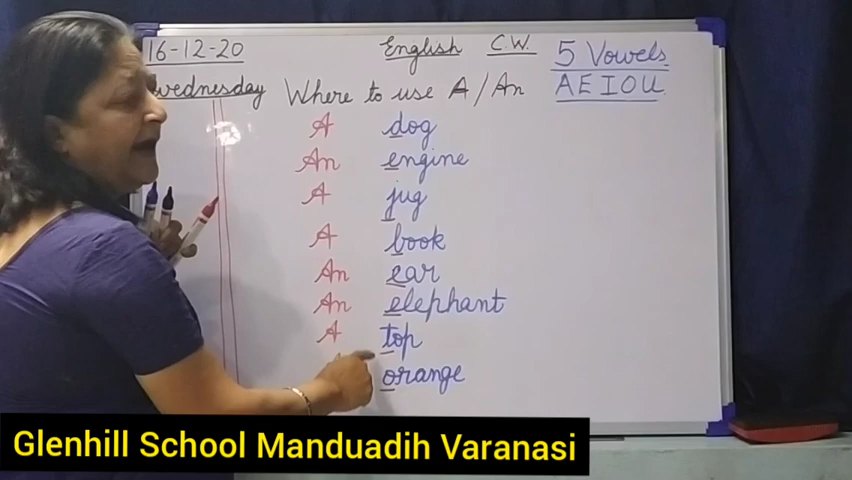 16-12-20 English C.W. 5 Vowels
Wednesday Where to use A/An A E I O U
A dog
An engine
A jug
A book
An ear
An elephant
A top
orange
Glenhill School Manduadih Varanasi